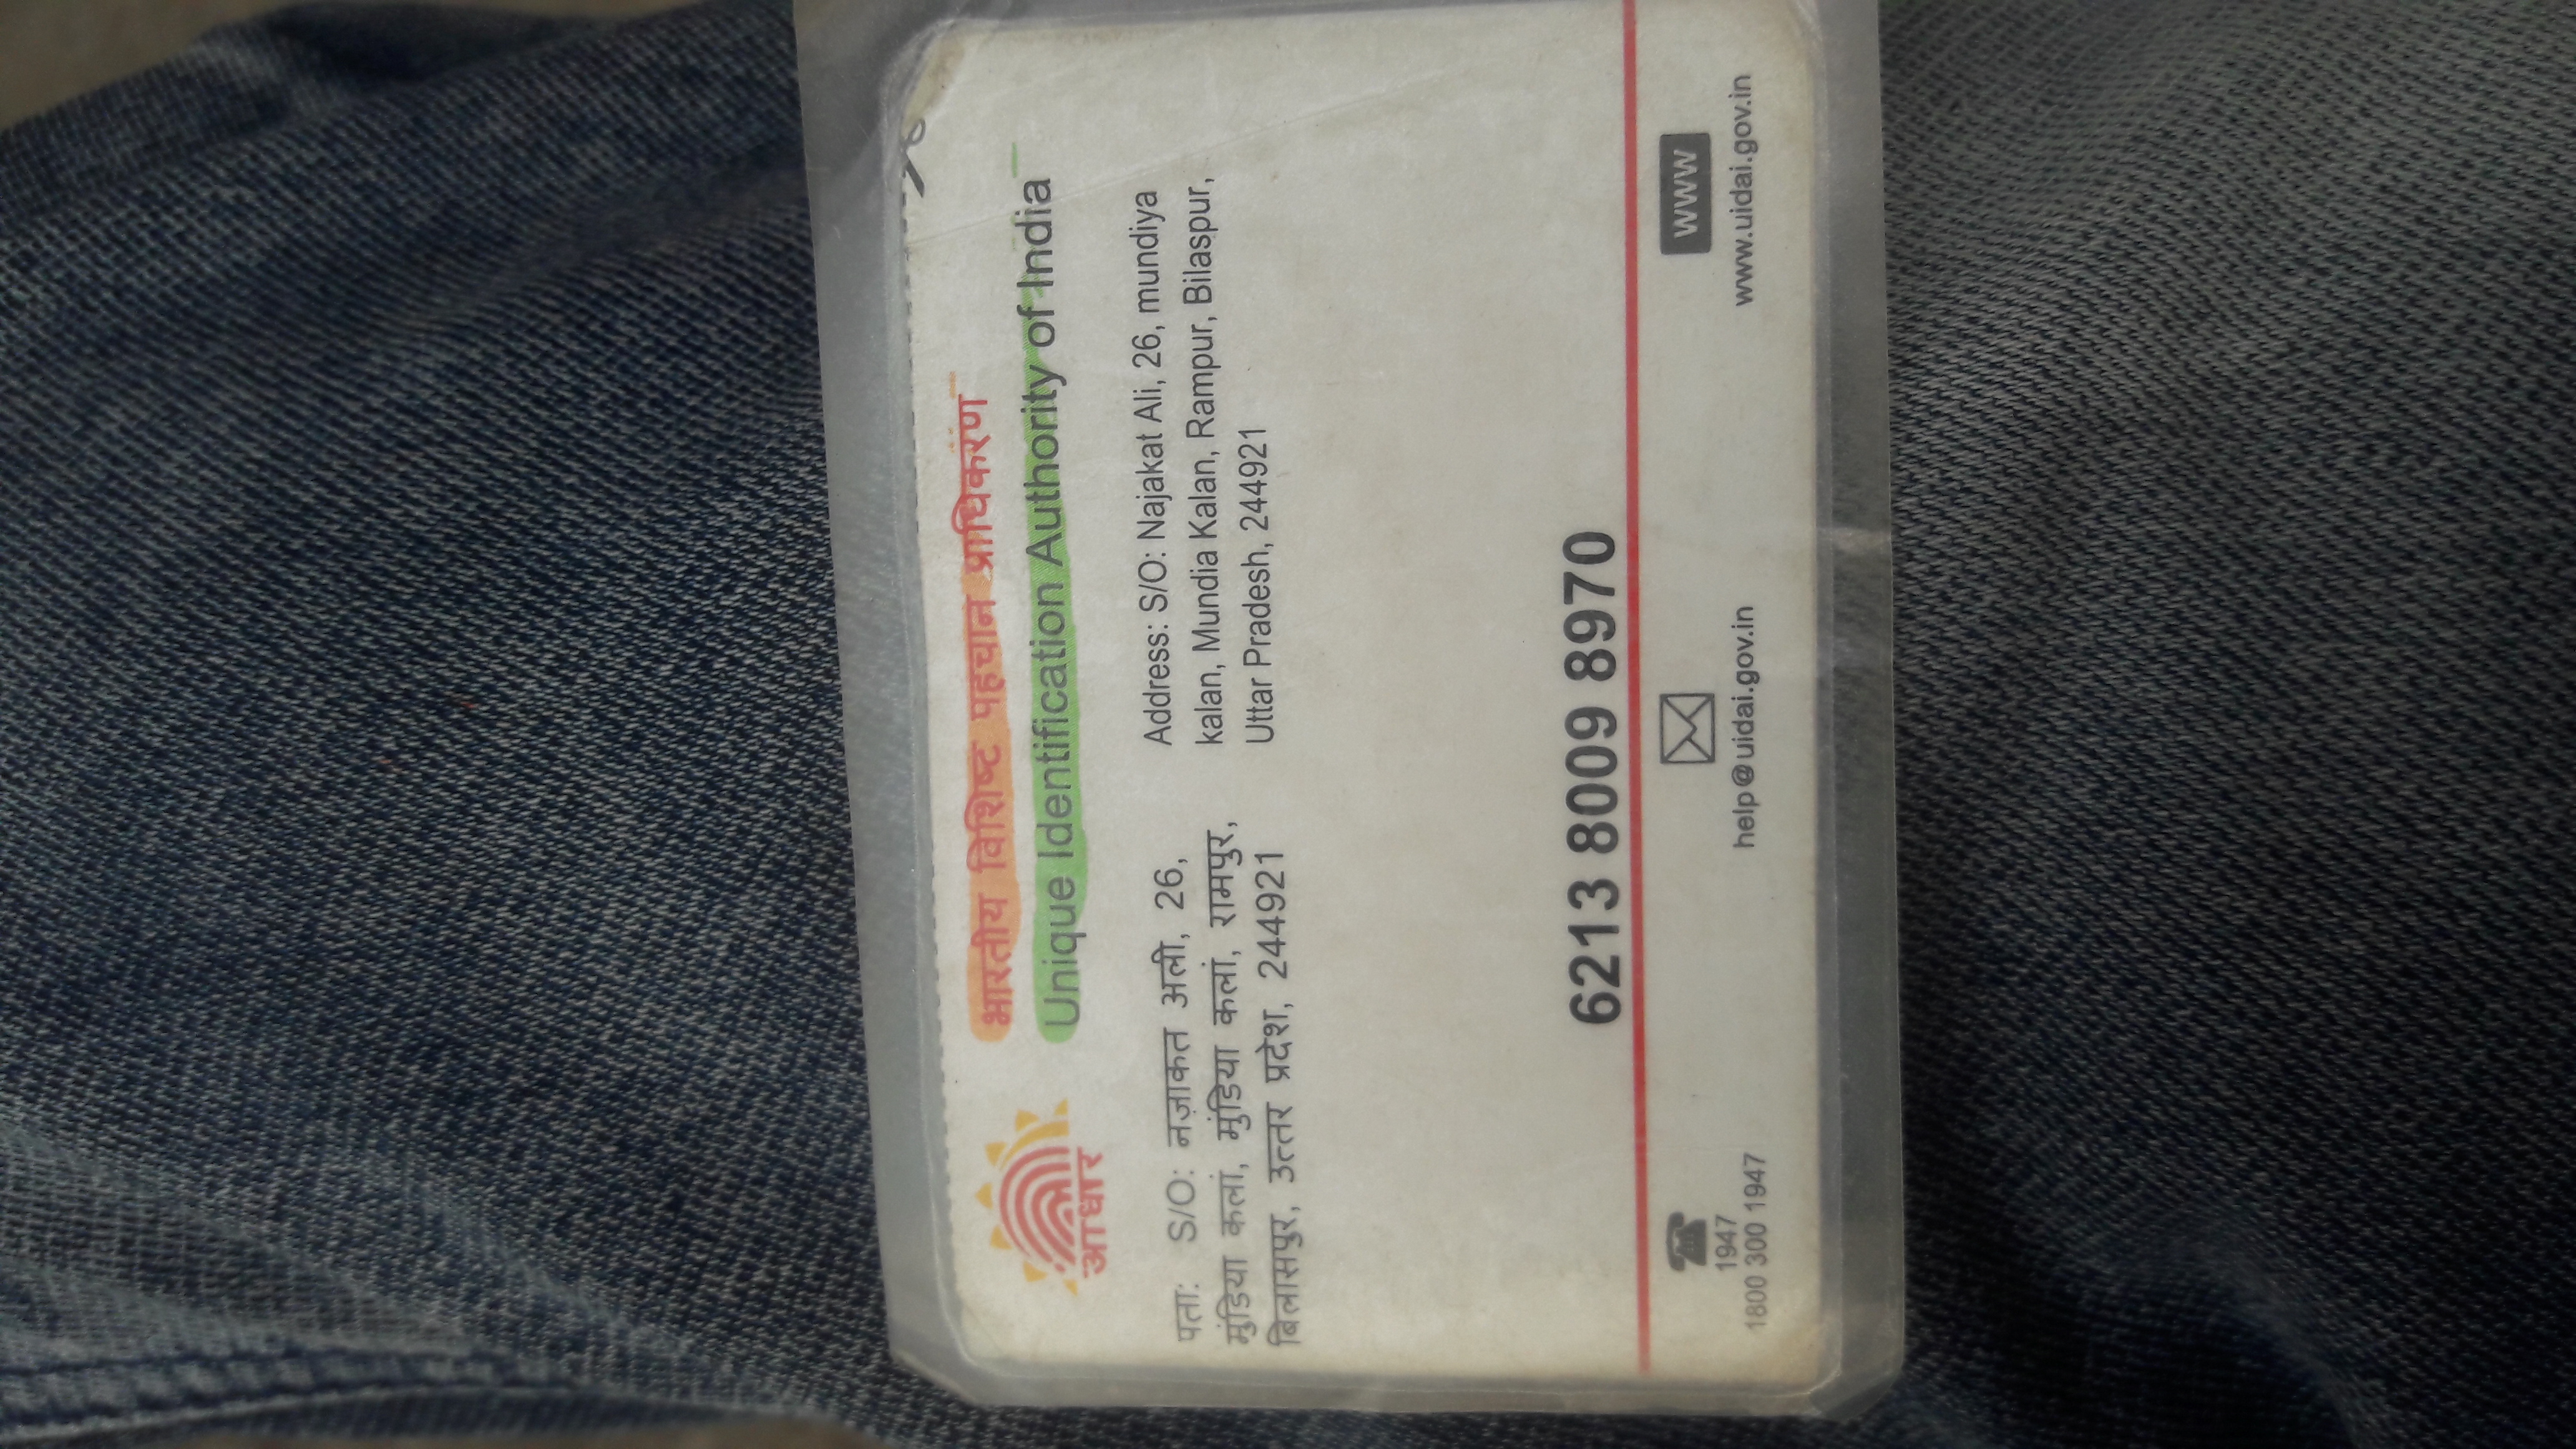 भारतीय विशिष्ट पहचान प्राधिकरण
Unique Identification Authority of India
आधार
पता: S/O: नज़ाकत अली, 26,
मुंडिया कलां, मुंडिया कलां, रामपुर,
बिलासपुर, उत्तर प्रदेश, 244921
Address: S/O: Najakat Ali, 26, mundiya
kalan, Mundia Kalan, Rampur, Bilaspur,
Uttar Pradesh, 244921
6213 8009 8970
1947
1800 300 1947
help@uidai.gov.in
WWW
www.uidai.gov.in